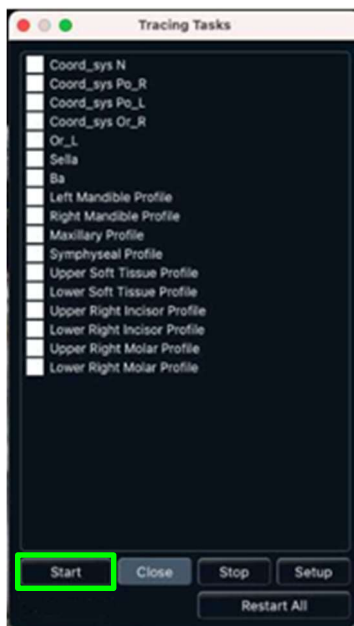 Tracing Tasks
Coord_sys N
Coord_sys Po_R
Coord_sys Po_L
Coord_sys Or_R
Or_L
Sella
Ba
Left Mandible Profile
Right Mandible Profile
Maxillary Profile
Symphyseal Profile
Upper Soft Tissue Profile
Lower Soft Tissue Profile
Upper Right Incisor Profile
Lower Right Incisor Profile
Upper Right Molar Profile
Lower Right Molar Profile
Start Close Stop Setup
Restart All